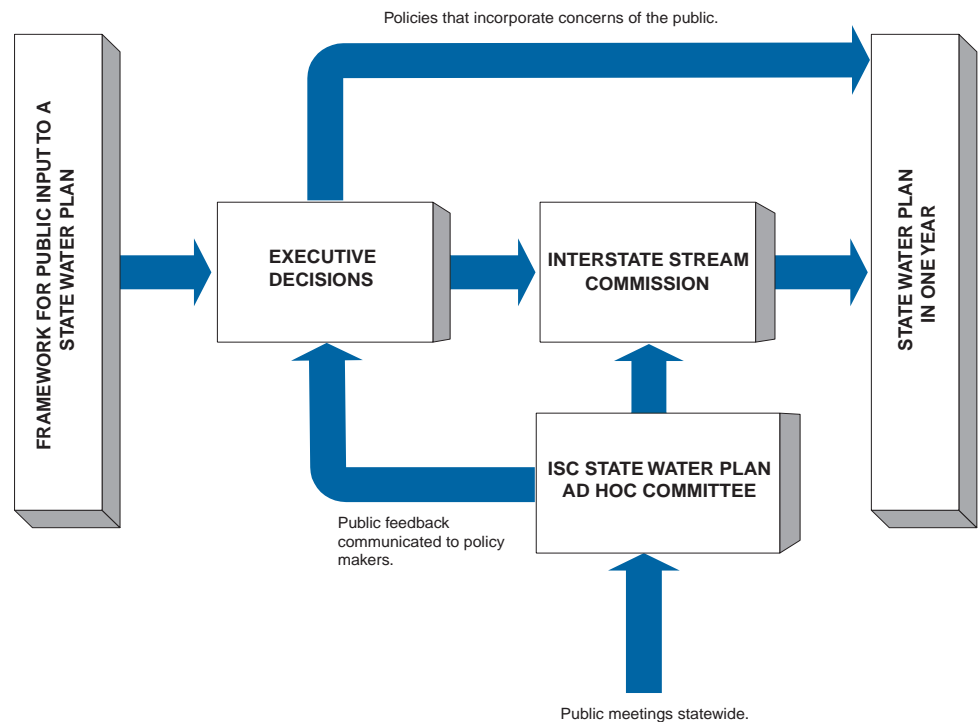 Policies that incorporate concerns of the public.
FRAMEWORK FOR PUBLIC INPUT TO A
STATE WATER PLAN
EXECUTIVE
DECISIONS
INTERSTATE STREAM
COMMISSION
STATE WATER PLAN
IN ONE YEAR
ISC STATE WATER PLAN
AD HOC COMMITTEE
Public feedback
communicated to policy
makers.
Public meetings statewide.